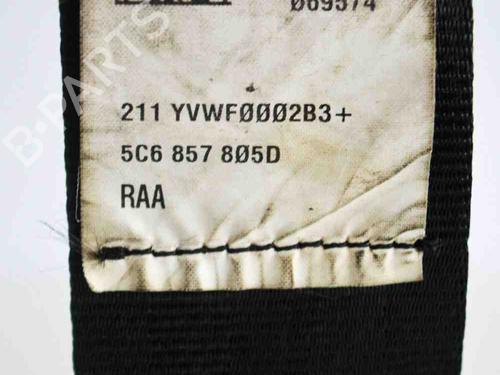 069574
211 YVWF0002B3+
5C6 857 805D
RAA
B-PARTS